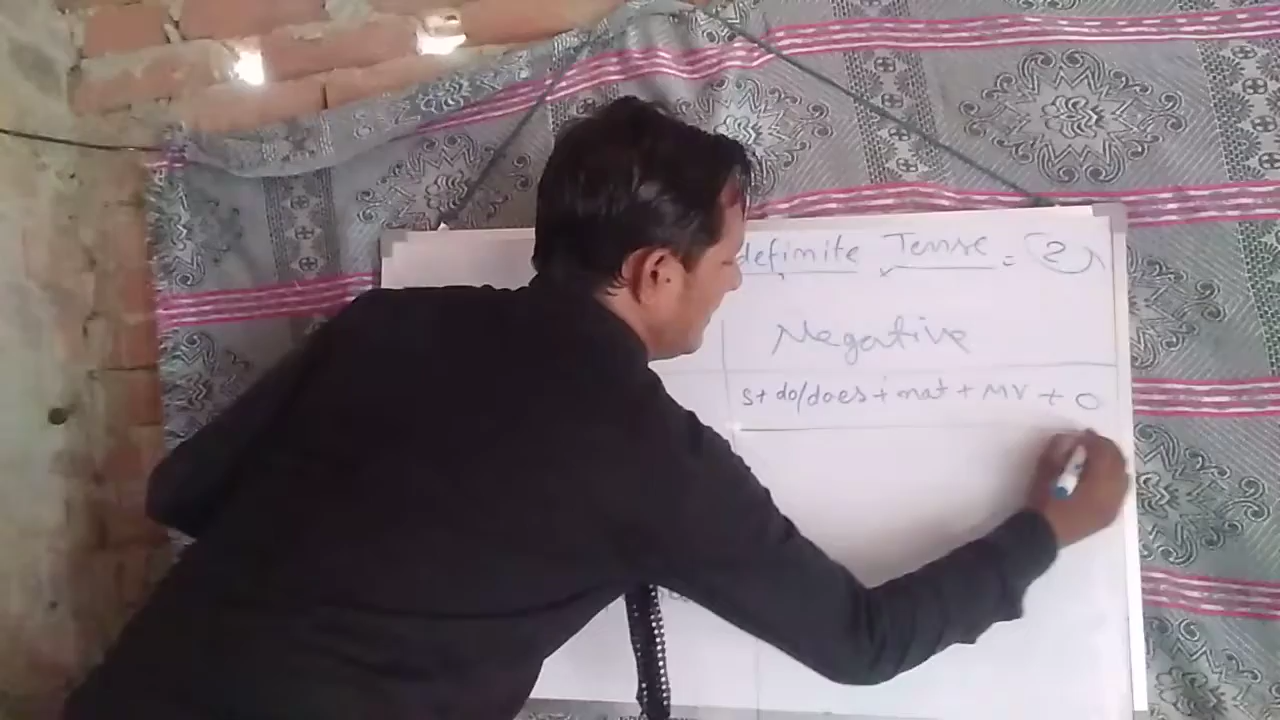 definite Tense = (2)
Negative
S+ do/does + not + MV + O